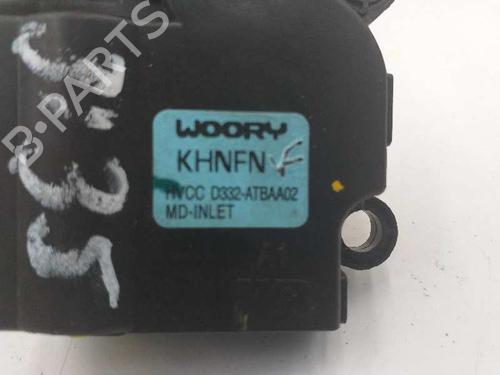 WOORY
KHNFN F
HVCC D332-ATBAA02
MD-INLET
B-PARTS